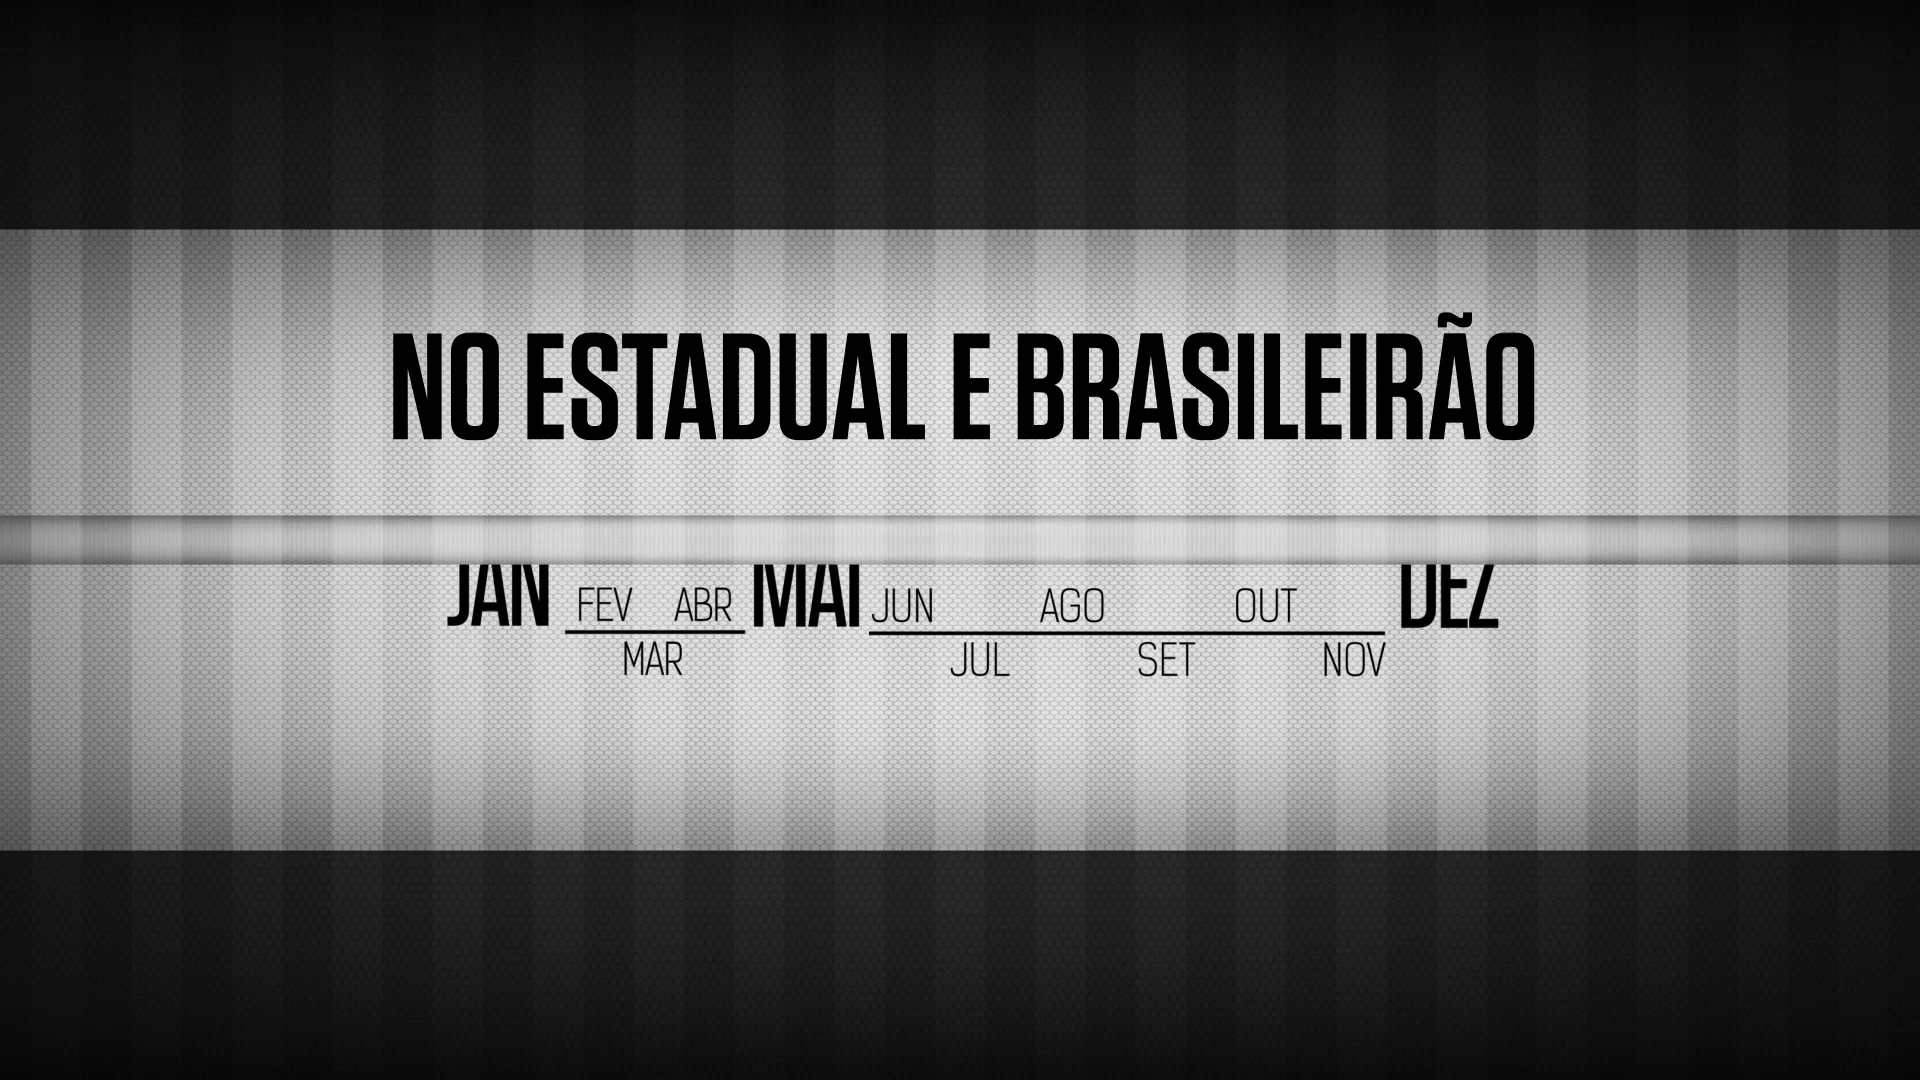 NO ESTADUAL E BRASILEIRÃO
JAN FEV ABR MAI JUN AGO OUT DEZ
MAR JUL SET NOV